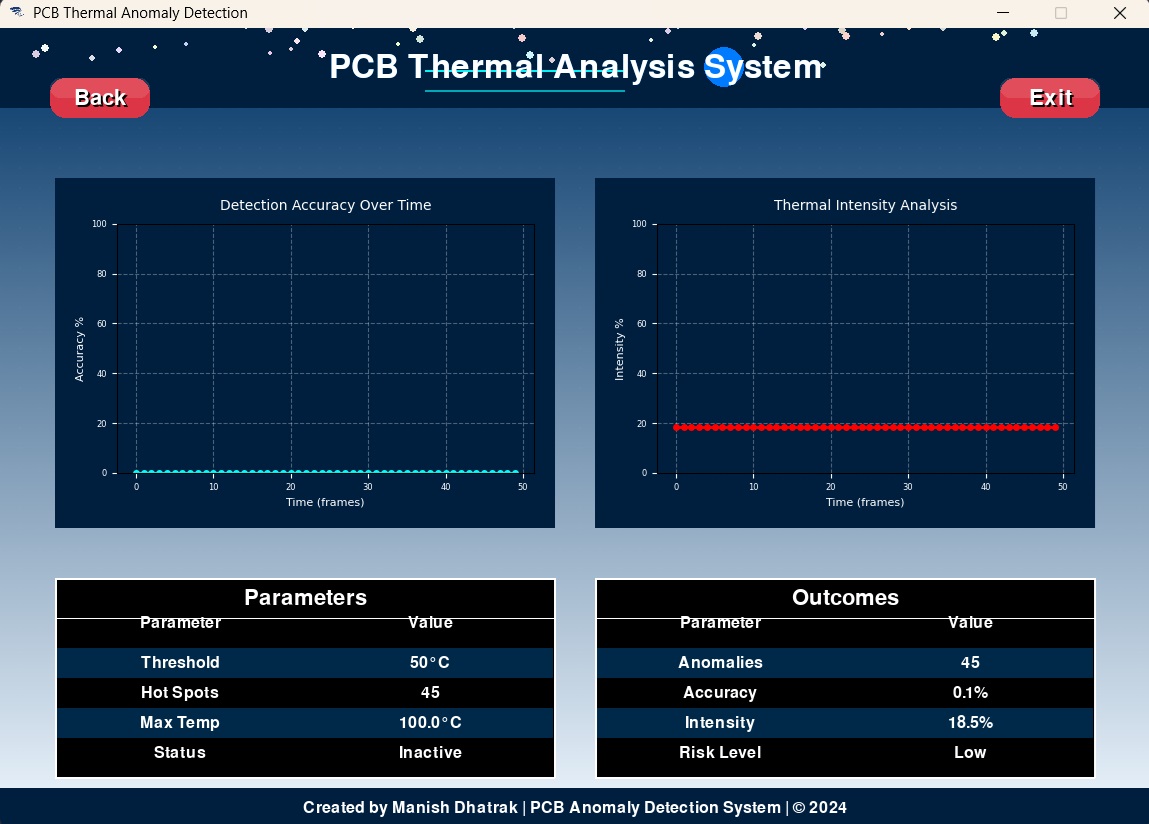 PCB Thermal Anomaly Detection
PCB Thermal Analysis System
Back
Exit
Detection Accuracy Over Time
100
80
60
40
20
0
Accuracy %
0 10 20 30 40 50
Time (frames)
Thermal Intensity Analysis
100
80
60
40
20
0
Intensity %
0 10 20 30 40 50
Time (frames)
Parameters
Parameter Value
Threshold 50°C
Hot Spots 45
Max Temp 100.0°C
Status Inactive
Outcomes
Parameter Value
Anomalies 45
Accuracy 0.1%
Intensity 18.5%
Risk Level Low
Created by Manish Dhatrak | PCB Anomaly Detection System | © 2024